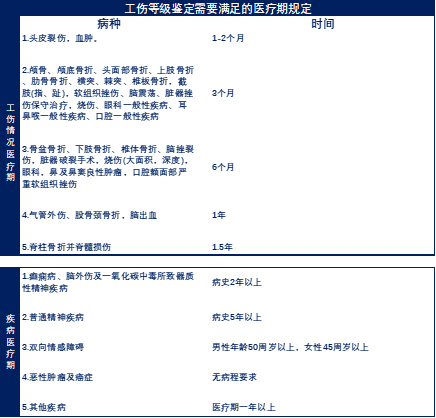 工伤等级鉴定需要满足的医疗期规定
病种 时间
工伤情况医疗期
1.头皮裂伤，血肿。 1-2个月
2.颅骨、颅底骨折、头面部骨折、上肢骨折
、肋骨骨折、横突、棘突、椎板骨折，截
肢(指、趾)，软组织挫伤、脑震荡、脏器挫
伤保守治疗，烧伤、眼科一般性疾病、耳
鼻喉一般性疾病、口腔一般性疾病 3个月
3.骨盆骨折、下肢骨折、椎体骨折、脑挫裂
伤，脏器破裂手术，烧伤(大面积，深度)，
眼科，鼻及鼻窦良性肿瘤，口腔额面部严
重软组织挫伤 6个月
4.气管外伤、股骨颈骨折，脑出血 1年
5.脊柱骨折并脊髓损伤 1.5年
疾病医疗期
1.癫痫病、脑外伤及一氧化碳中毒所致器质
性精神疾病 病史2年以上
2.普通精神疾病 病史5年以上
3.双向情感障碍 男性年龄50周岁以上，女性45周岁以上
4.恶性肿瘤及癌症 无病程要求
5.其他疾病 医疗期一年以上